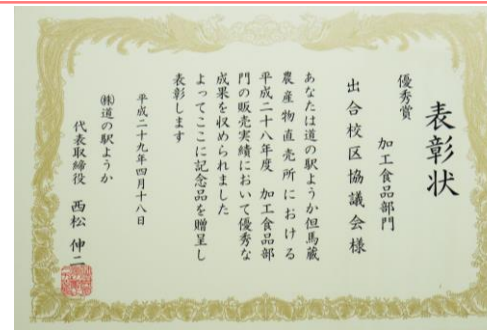 表彰状
優秀賞
加工食品部門
出合校区協議会様
あなたは道の駅ようか但馬蔵
農産物直売所における
平成二十八年度 加工食品部
門の販売実績において優秀な
成果を収められました
よってここに記念品を贈呈し
表彰します
平成二十九年四月十八日
㈱道の駅ようか
代表取締役 西松 伸二